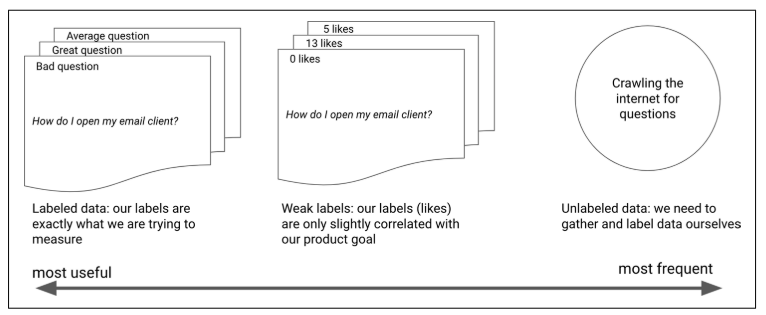 Average question
Great question
Bad question
How do I open my email client?
5 likes
13 likes
0 likes
How do I open my email client?
Crawling the
internet for
questions
Labeled data: our labels are
exactly what we are trying to
measure
Weak labels: our labels (likes)
are only slightly correlated with
our product goal
Unlabeled data: we need to
gather and label data ourselves
most useful
most frequent